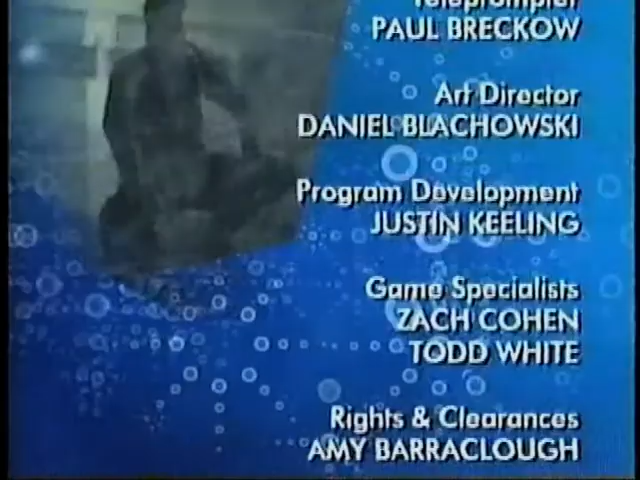 Teleprompter
PAUL BRECKOW
Art Director
DANIEL BLACHOWSKI
Program Development
JUSTIN KEELING
Game Specialists
ZACH COHEN
TODD WHITE
Rights & Clearances
AMY BARRACLOUGH